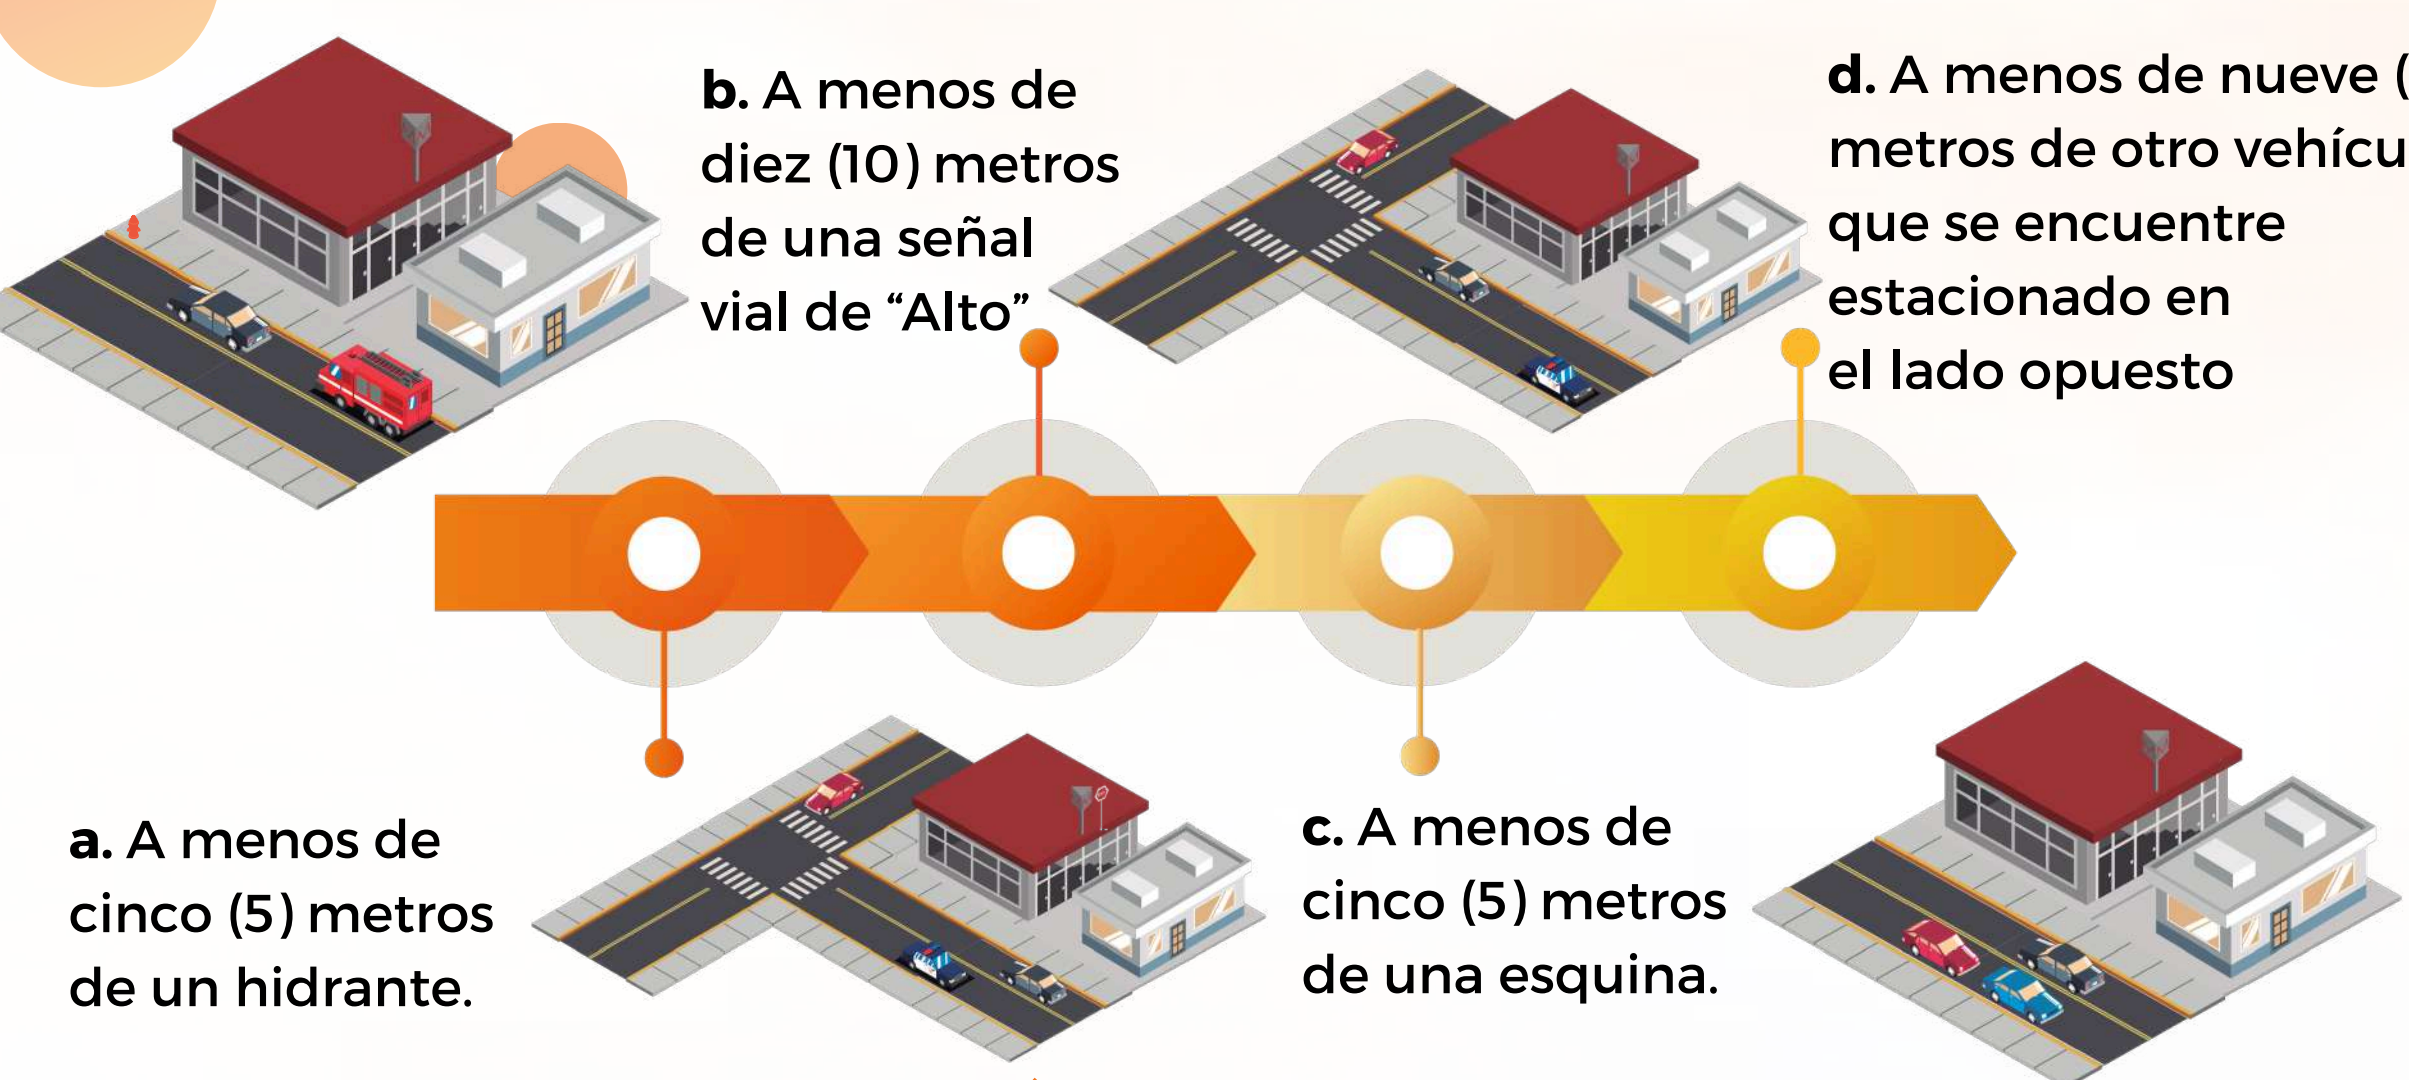 a. A menos de
cinco (5) metros
de un hidrante.
b. A menos de
diez (10) metros
de una señal
vial de “Alto”
c. A menos de
cinco (5) metros
de una esquina.
d. A menos de nueve (
metros de otro vehícu
que se encuentre
estacionado en
el lado opuesto